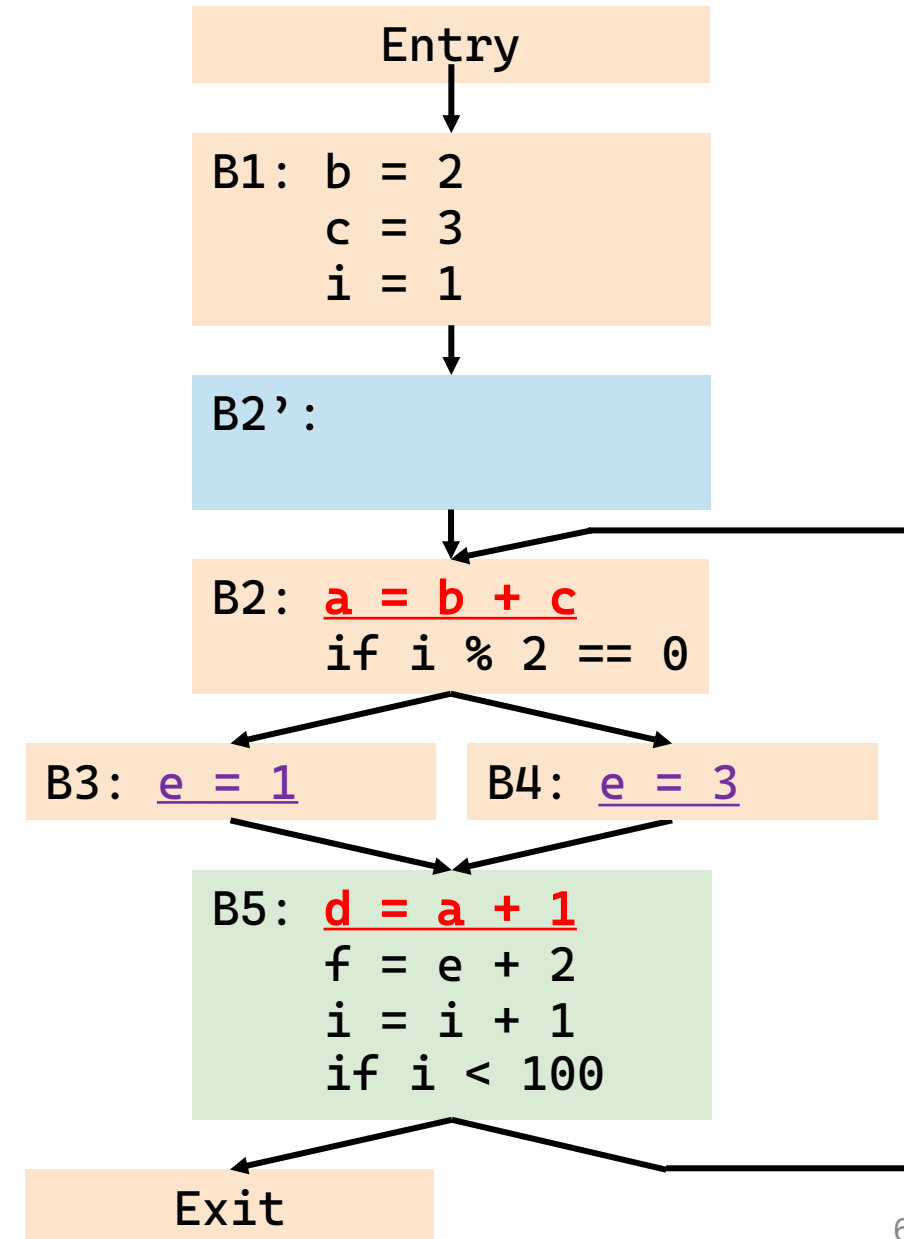 Entry
B1: b = 2
c = 3
i = 1
B2’:
B2: a = b + c
if i % 2 == 0
B3: e = 1
B4: e = 3
B5: d = a + 1
f = e + 2
i = i + 1
if i < 100
Exit